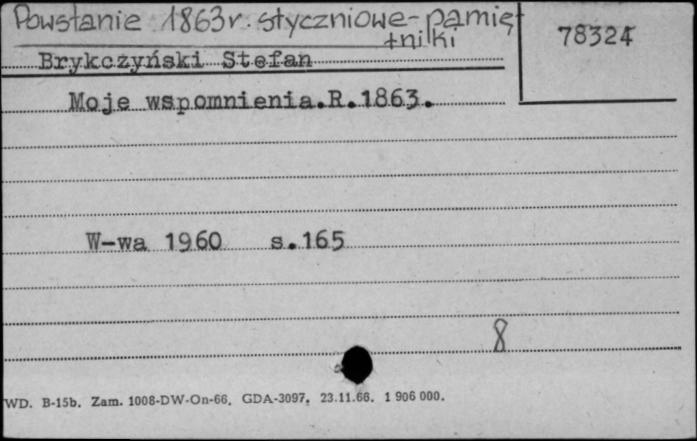 Powstanie 1863r. styczniowe-pamięt
tniki
78324
Brykczyński Stefan
Moje wspomnienia.R.1863.
W-wa 1960 s.165
8
WD. B-15b. Zam. 1008-DW-On-66. GDA-3097. 23.11.66. 1 906 000.